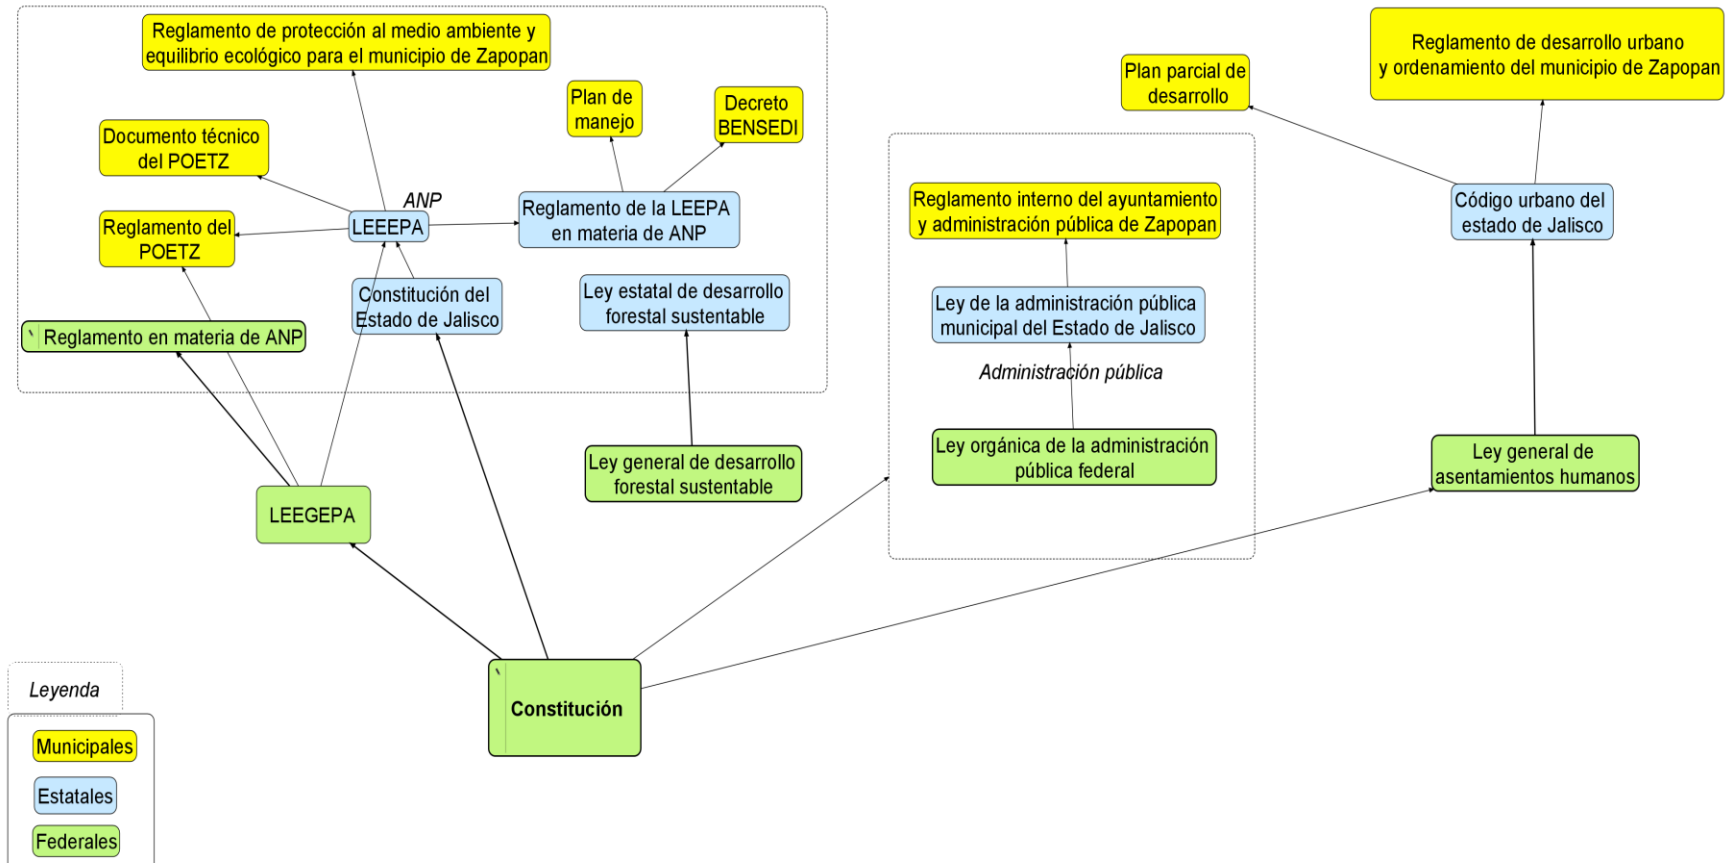 Reglamento de protección al medio ambiente y
equilibrio ecológico para el municipio de Zapopan
Plan de
manejo
Decreto
BENSEDI
Documento técnico
del POETZ
ANP
Reglamento del
POETZ
LEEEPA
Reglamento de la LEEPA
en materia de ANP
Constitución del
Estado de Jalisco
Ley estatal de desarrollo
forestal sustentable
Reglamento en materia de ANP
Ley general de desarrollo
forestal sustentable
LEEGEPA
Reglamento interno del ayuntamiento
y administración pública de Zapopan
Ley de la administración pública
municipal del Estado de Jalisco
Administración pública
Ley orgánica de la administración
pública federal
Plan parcial de
desarrollo
Reglamento de desarrollo urbano
y ordenamiento del municipio de Zapopan
Código urbano del
estado de Jalisco
Ley general de
asentamientos humanos
Constitución
Leyenda
Municipales
Estatales
Federales